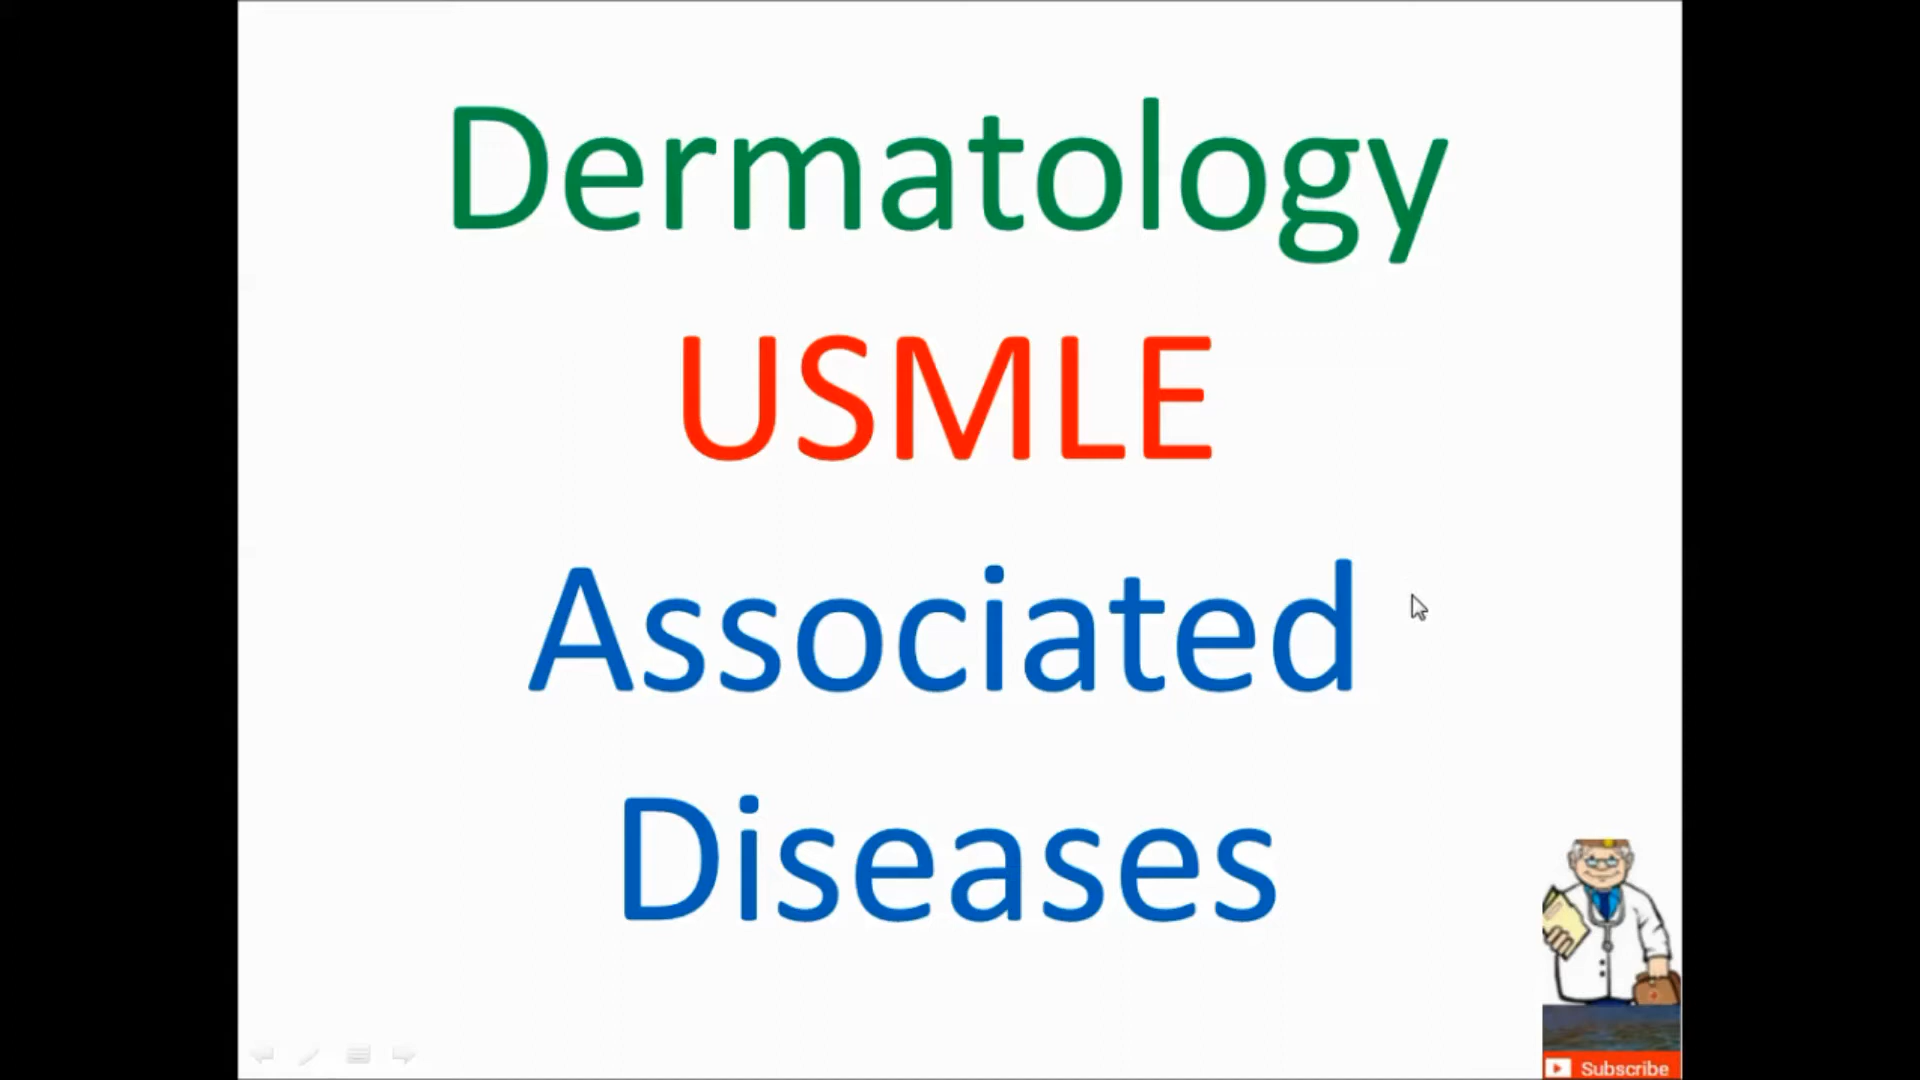 Dermatology
USMLE
Associated
Diseases
Subscribe